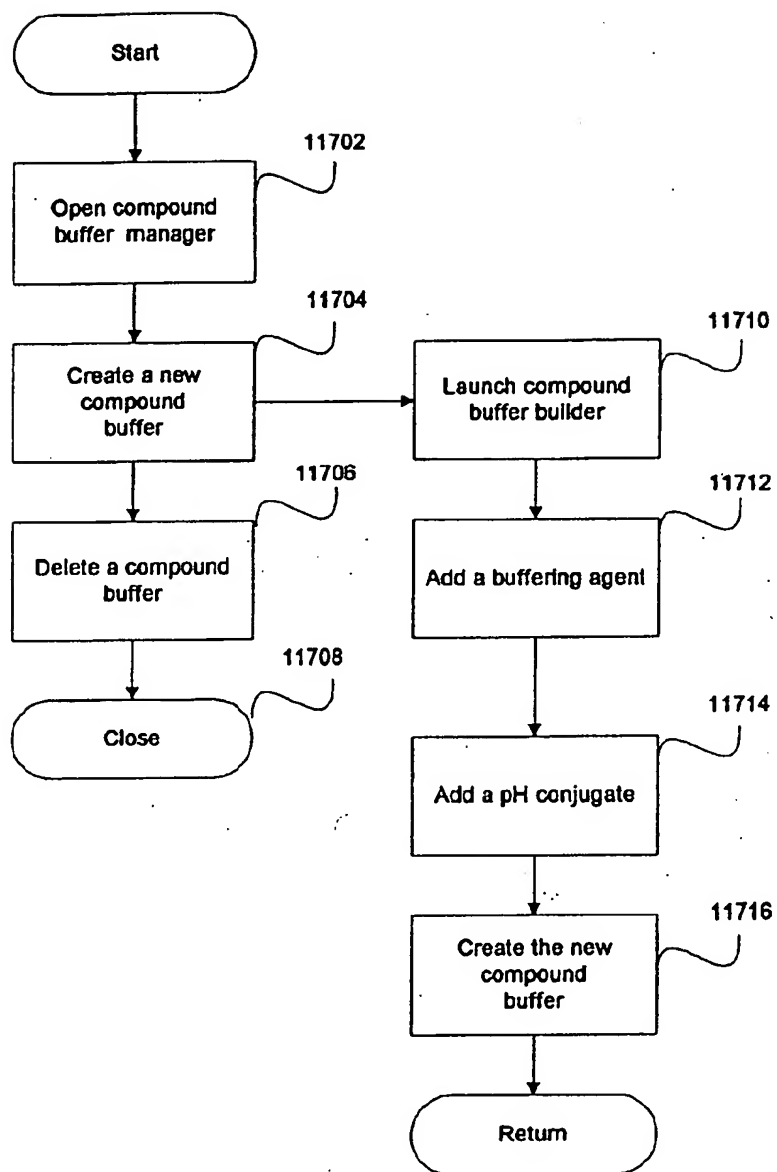 Start
11702
Open compound
buffer manager
11704
Create a new
compound
buffer
11706
Delete a compound
buffer
11708
Close
11710
Launch compound
buffer builder
11712
Add a buffering agent
11714
Add a pH conjugate
11716
Create the new
compound
buffer
Return